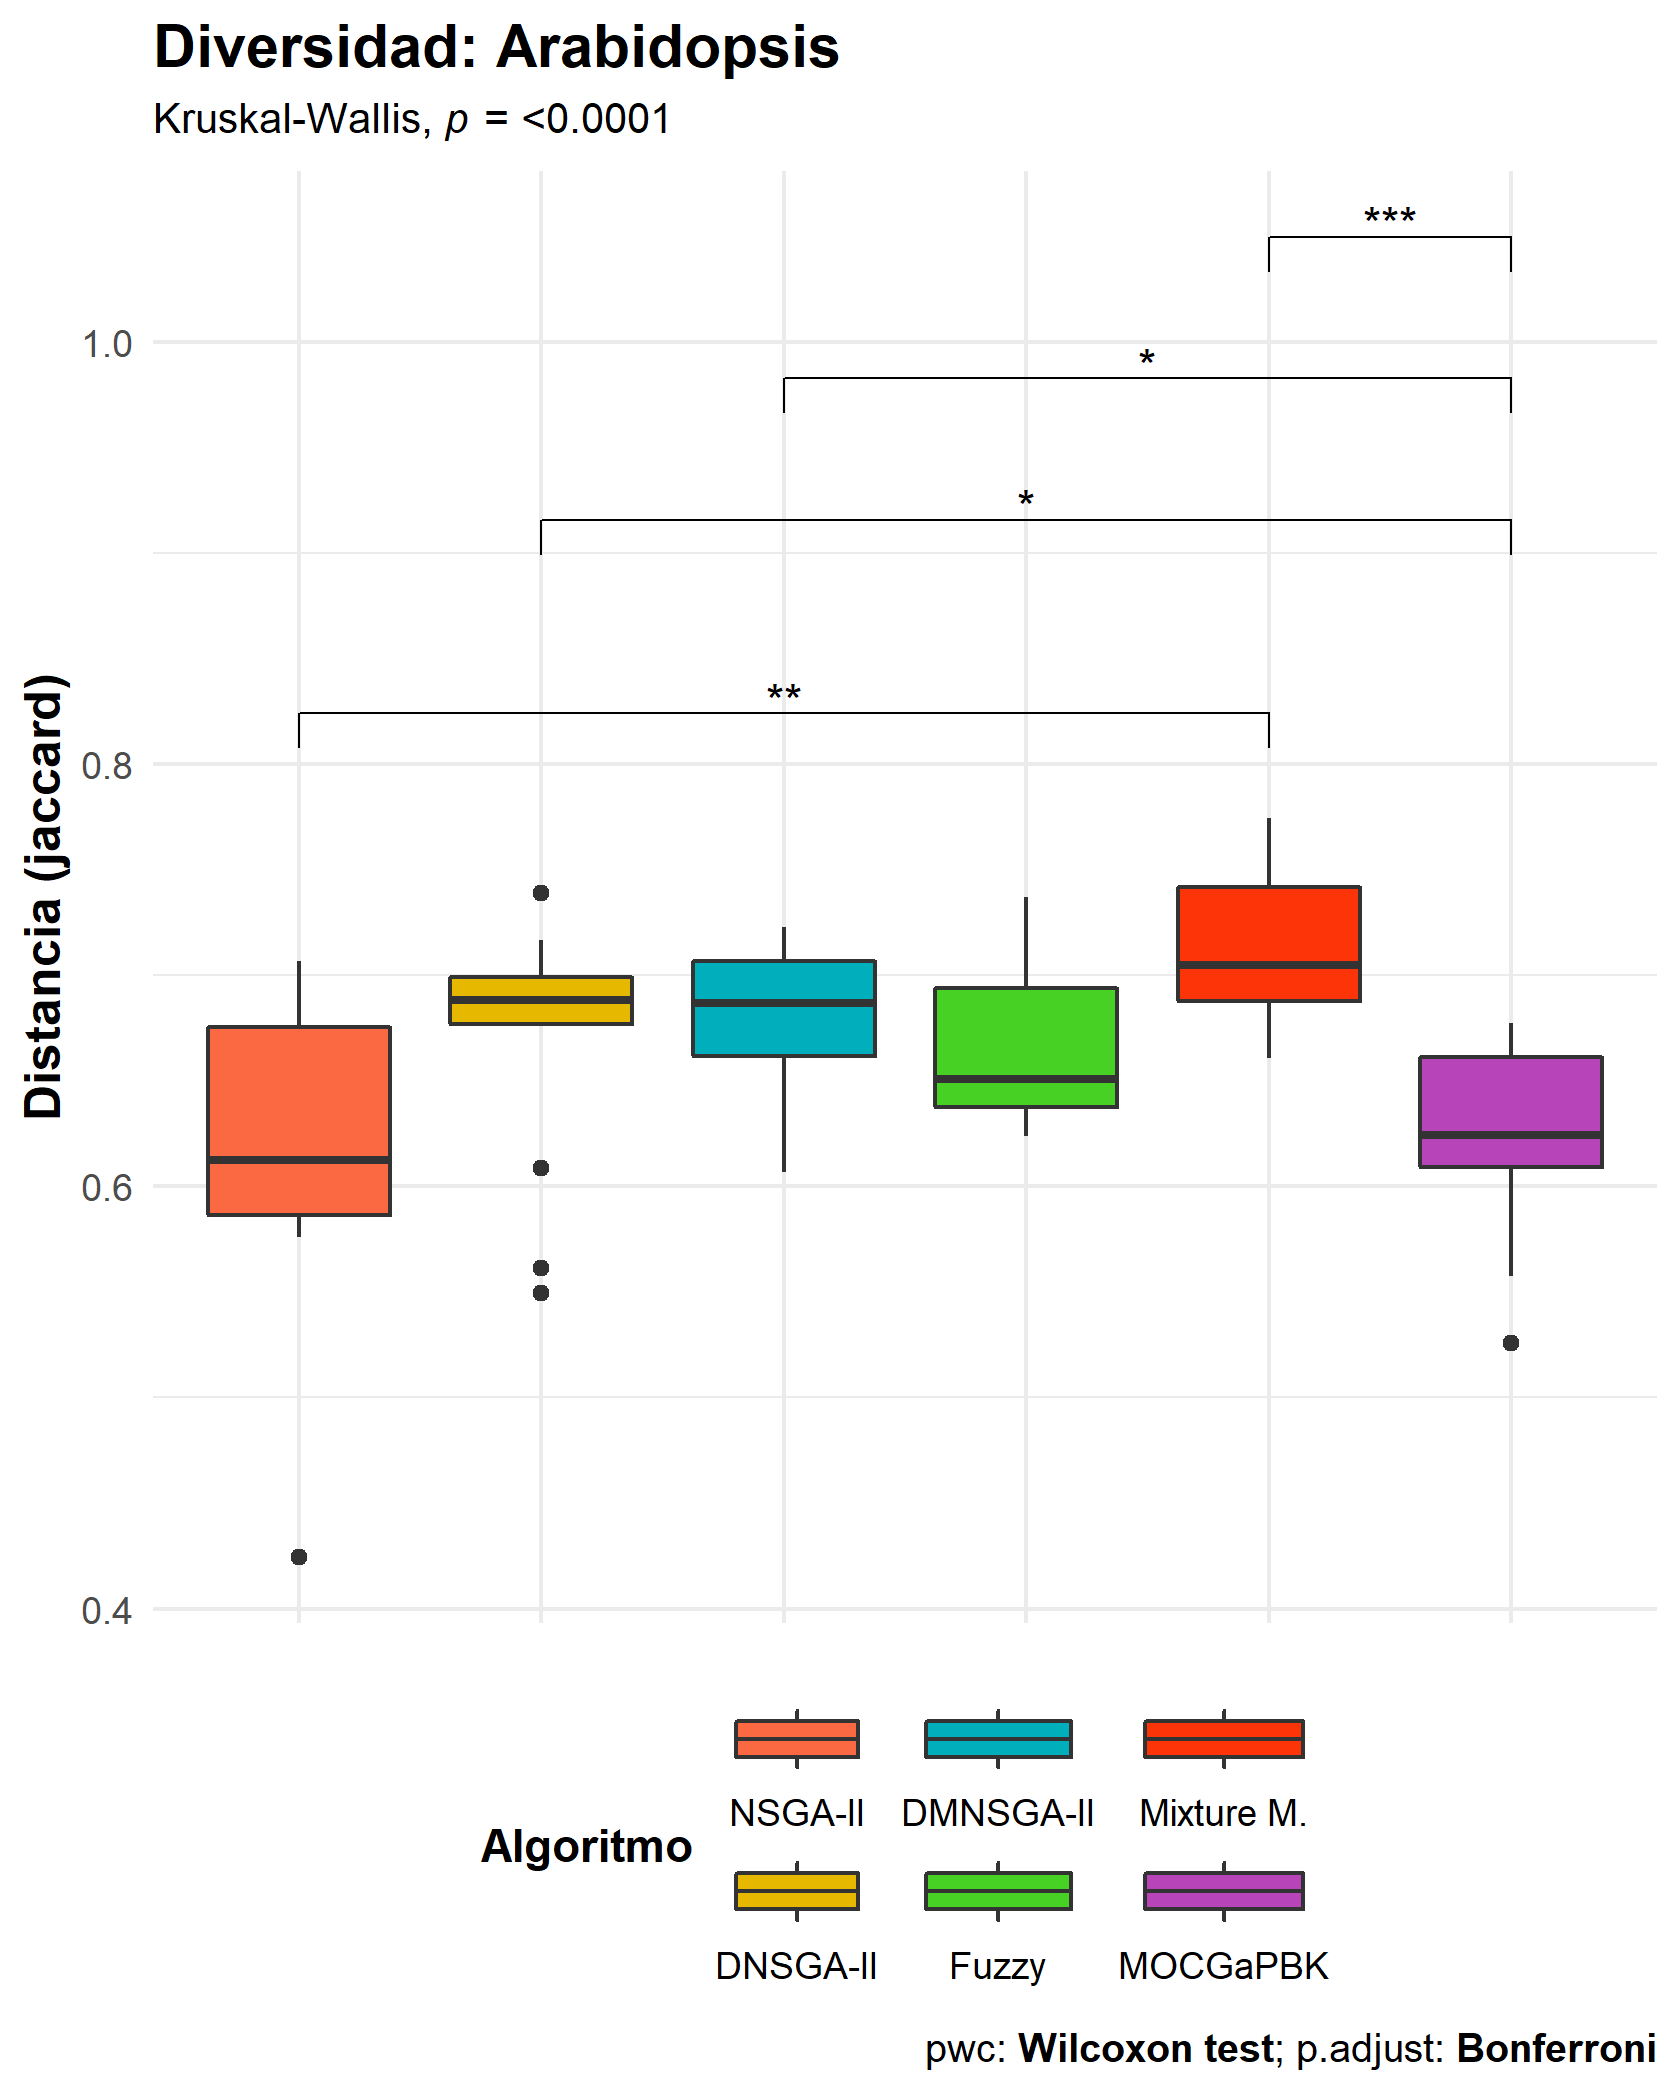 Diversidad: Arabidopsis
Kruskal-Wallis, p = <0.0001
***
1.0
*
*
**
0.8
0.6
0.4
Distancia (jaccard)
NSGA-II DMNSGA-II Mixture M.
Algoritmo
DNSGA-II Fuzzy MOCGaPBK
pwc: Wilcoxon test; p.adjust: Bonferroni